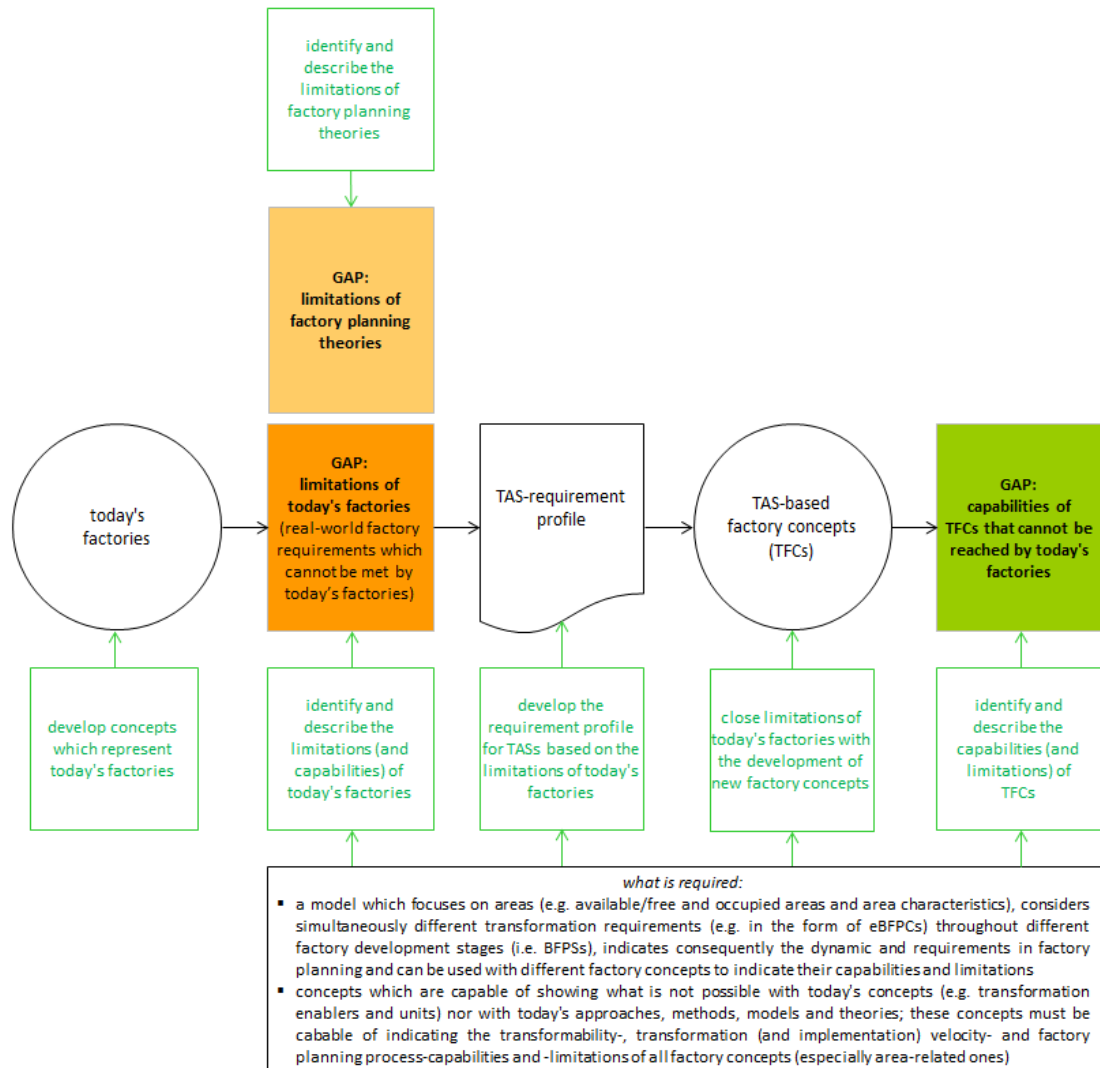 identify and
describe the
limitations of
factory planning
theories
GAP:
limitations of
factory planning
theories
today's
factories
GAP:
limitations of
today's factories
(real-world factory
requirements which
cannot be met by
today's factories)
TAS-requirement
profile
TAS-based
factory concepts
(TFCs)
GAP:
capabilities of
TFCs that cannot be
reached by today's
factories
develop concepts
which represent
today's factories
identify and
describe the
limitations (and
capabilities) of
today's factories
develop the
requirement profile
for TASs based on the
limitations of today's
factories
close limitations of
today's factories with
the development of
new factory concepts
identify and
describe the
capabilities (and
limitations) of
TFCs
what is required:
▪ a model which focuses on areas (e.g. available/free and occupied areas and area characteristics), considers
simultaneously different transformation requirements (e.g. in the form of eBFPCs) throughout different
factory development stages (i.e. BFPSs), indicates consequently the dynamic and requirements in factory
planning and can be used with different factory concepts to indicate their capabilities and limitations
▪ concepts which are capable of showing what is not possible with today's concepts (e.g. transformation
enablers and units) nor with today's approaches, methods, models and theories; these concepts must be
cabable of indicating the transformability-, transformation (and implementation) velocity- and factory
planning process-capabilities and -limitations of all factory concepts (especially area-related ones)